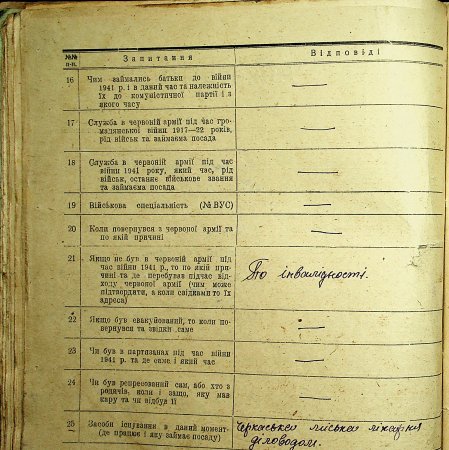 №№ п-п. Запитання Відповіді
16 Чим займались батьки до війни
1941 р. і в даний час та належність
їх до комуністичної партії і з
якого часу —
17 Служба в червоній армії під час гро-
мадянської війни 1917—22 років,
рід військ та займаєма посада —
18 Служба в червоній армії під час
війни 1941 року, який час, рід
військ, останнє військове звання
та займаєма посада —
19 Військова спеціальність (№ ВУС) —
20 Коли повернувся з червоної армії та
по якій причині —
21 Якщо не був в червоній армії під
час війни 1941 р., то по якій при-
чині та де перебував підчас від-
ходу червоної армії (чим може
підтвердити, а коли свідками то їх
адреса)
По інвалідності.
22 Якщо був евакуйований, то коли по-
вернувся та звідки саме —
23 Чи був в партизанах під час війни
1941 р. та де саме і який час —
24 Чи був репресований сам, або хто з
родичів, коли і защо, яку мав
кару та чи відбув її —
25 Засоби існування в даний момент
(де працює і яку займає посаду)
Черкаська міська лікарня
діловодом.